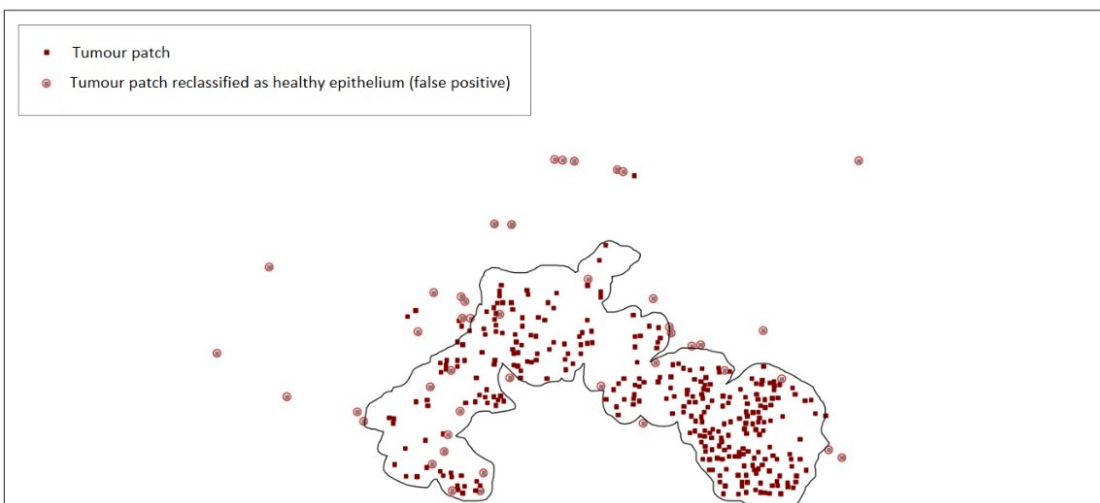 Tumour patch
Tumour patch reclassified as healthy epithelium (false positive)